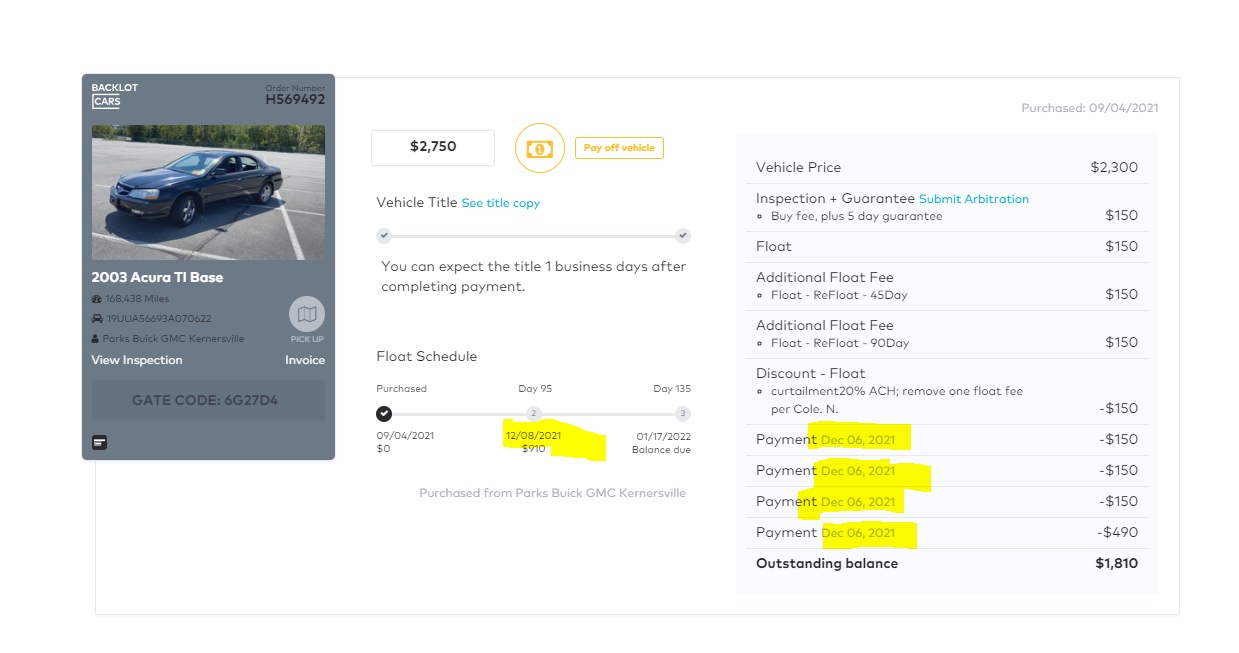 BACKLOT
CARS
Order Number
H569492
2003 Acura Tl Base
168,438 Miles
19UUA56693A070622
Parks Buick GMC Kernersville
PICK UP
View Inspection
Invoice
GATE CODE: 6G27D4
$2,750
1
Pay off vehicle
Vehicle Title See title copy
You can expect the title 1 business days after
completing payment.
Float Schedule
Purchased Day 95 Day 135
2 3
09/04/2021 12/08/2021 01/17/2022
$0 $910 Balance due
Purchased from Parks Buick GMC Kernersville
Purchased: 09/04/2021
Vehicle Price $2,300
Inspection + Guarantee Submit Arbitration
• Buy fee, plus 5 day guarantee $150
Float $150
Additional Float Fee
• Float - ReFloat - 45Day $150
Additional Float Fee
• Float - ReFloat - 90Day $150
Discount - Float
• curtailment20% ACH; remove one float fee
per Cole. N. -$150
Payment Dec 06, 2021 -$150
Payment Dec 06, 2021 -$150
Payment Dec 06, 2021 -$150
Payment Dec 06, 2021 -$490
Outstanding balance $1,810